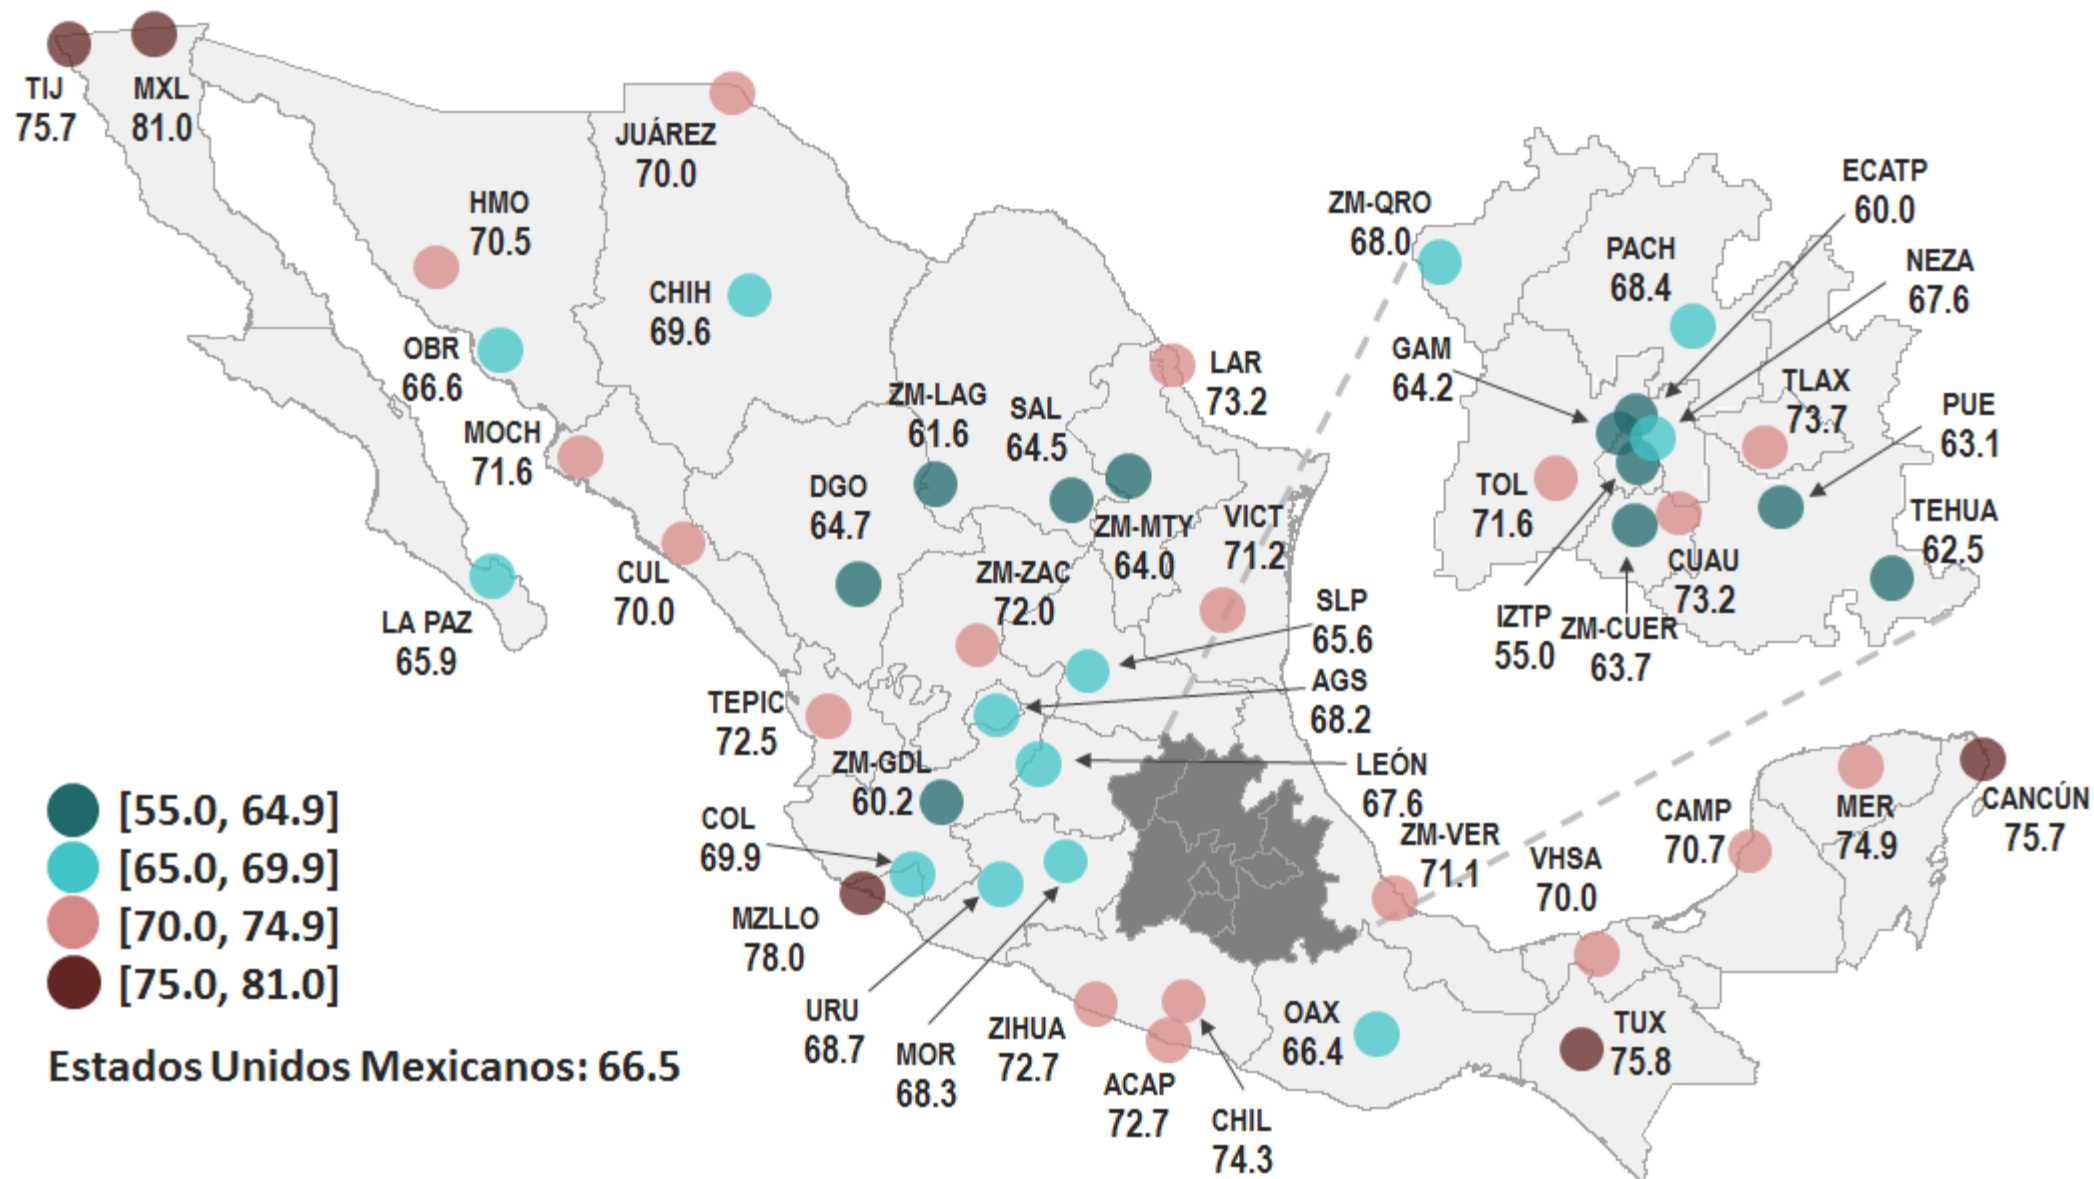 TIJ
75.7
MXL
81.0
JUÁREZ
70.0
HMO
70.5
CHIH
69.6
OBR
66.6
MOCH
71.6
LA PAZ
65.9
CUL
70.0
DGO
64.7
ZM-LAG
61.6
SAL
64.5
LAR
73.2
ZM-MTY
64.0
VICT
71.2
ZM-ZAC
72.0
SLP
65.6
AGS
68.2
LEÓN
67.6
TEPIC
72.5
ZM-GDL
60.2
COL
69.9
MZLLO
78.0
URU
68.7
MOR
68.3
ZIHUA
72.7
ACAP
72.7
CHIL
74.3
OAX
66.4
ZM-VER
71.1
VHSA
70.0
TUX
75.8
CAMP
70.7
MER
74.9
CANCÚN
75.7
ZM-QRO
68.0
PACH
68.4
ECATP
60.0
NEZA
67.6
GAM
64.2
TLAX
73.7
PUE
63.1
TOL
71.6
TEHUA
62.5
CUAU
73.2
IZTP
55.0
ZM-CUER
63.7
[55.0, 64.9]
[65.0, 69.9]
[70.0, 74.9]
[75.0, 81.0]
Estados Unidos Mexicanos: 66.5